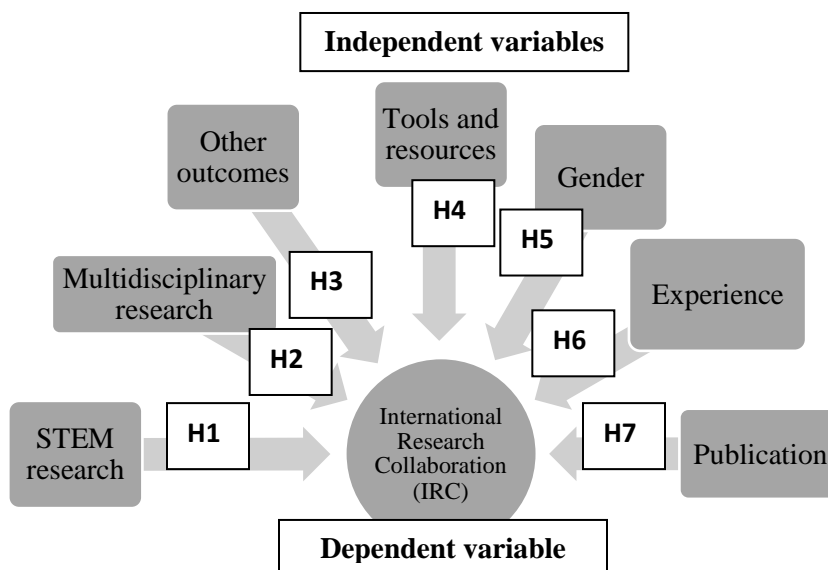 Independent variables
Other
outcomes
Tools and
resources
Gender
H4
H5
Multidisciplinary
research
H3
Experience
H2
H6
STEM
research
H1
International
Research
Collaboration
(IRC)
H7
Publication
Dependent variable